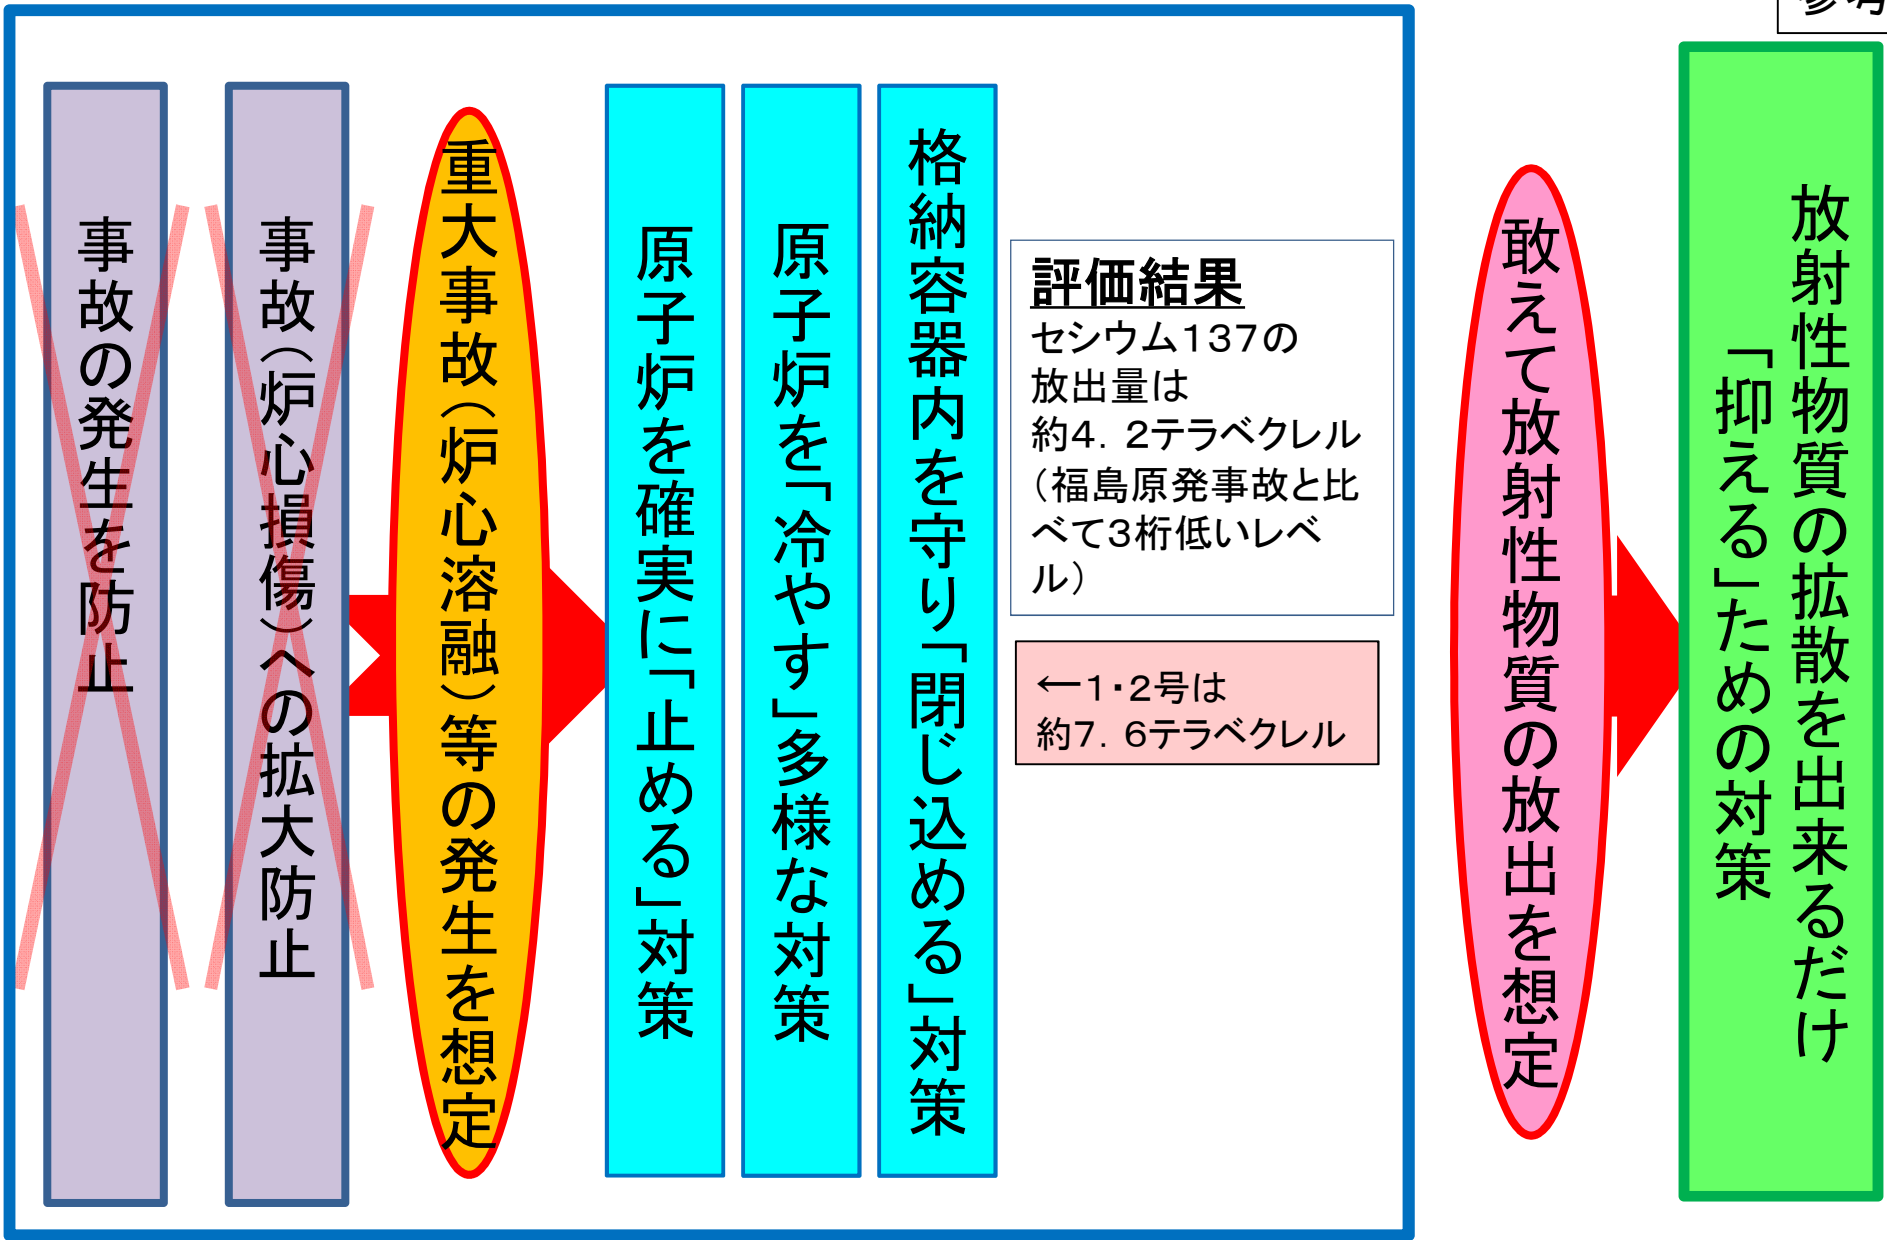 参考
事故の発生を防止
事故（炉心損傷）への拡大防止
重大事故（炉心溶融）等の発生を想定
原子炉を確実に「止める」対策
原子炉を「冷やす」多様な対策
格納容器内を守り「閉じ込める」対策
評価結果
セシウム137の
放出量は
約4．2テラベクレル
（福島原発事故と比
べて3桁低いレベ
ル）
←1・2号は
約7．6テラベクレル
敢えて放射性物質の放出を想定
放射性物質の拡散を出来るだけ
「抑える」ための対策